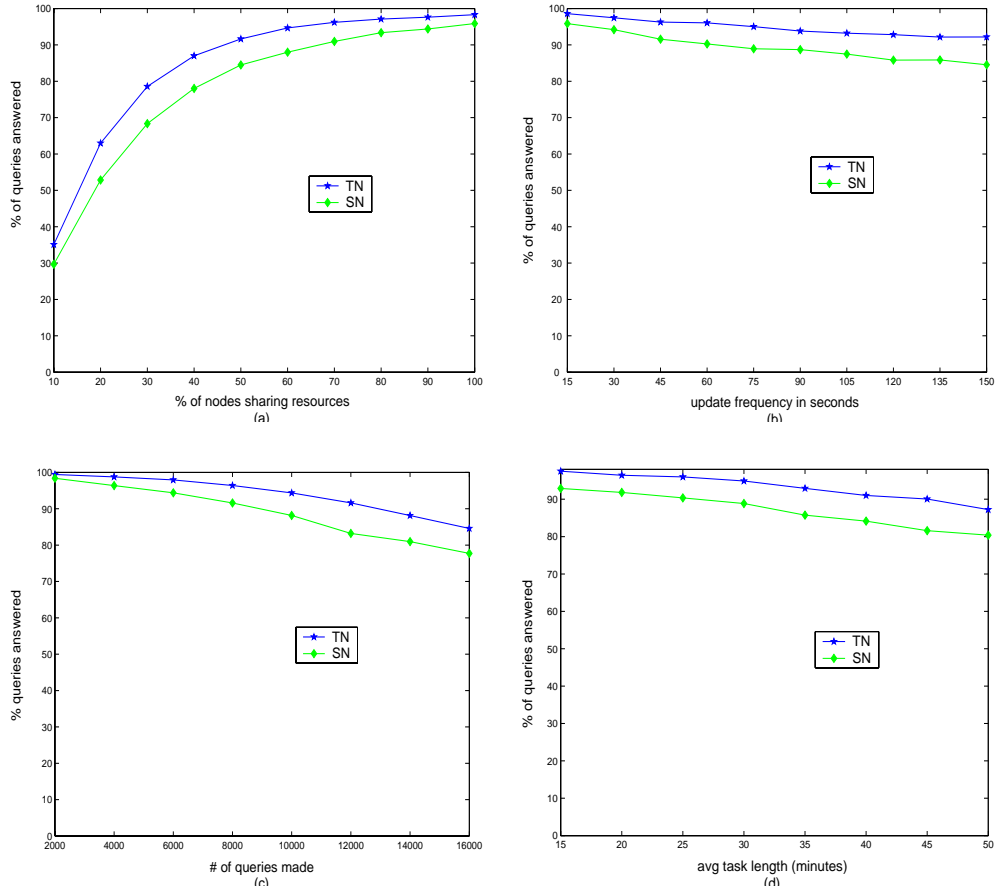 100
90
80
70
60
50
40
30
20
10
0
% of queries answered
TN
SN
10 20 30 40 50 60 70 80 90 100
% of nodes sharing resources
(a)
100
90
80
70
60
50
40
30
20
10
0
% of queries answered
TN
SN
15 30 45 60 75 90 105 120 135 150
update frequency in seconds
(b)
100
90
80
70
60
50
40
30
20
10
0
% queries answered
TN
SN
2000 4000 6000 8000 10000 12000 14000 16000
# of queries made
(c)
90
80
70
60
50
40
30
20
10
0
% of queries answered
TN
SN
15 20 25 30 35 40 45 50
avg task length (minutes)
(d)